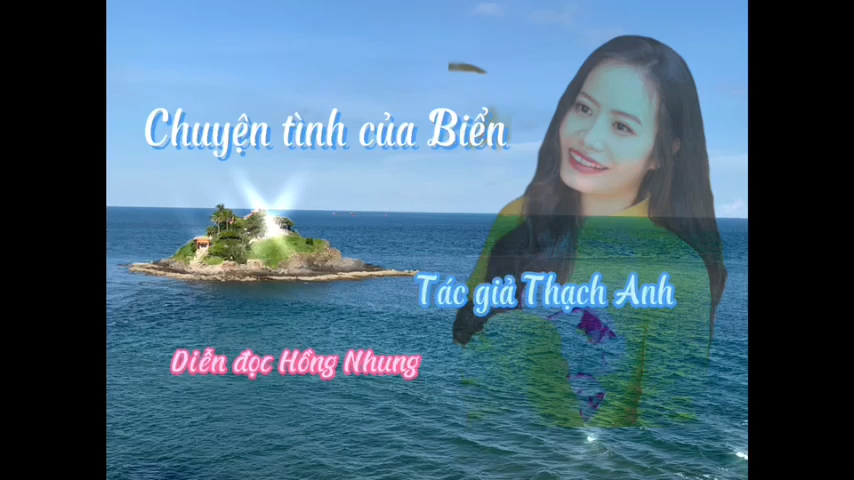 Chuyện tình của Biển
Tác giả Thạch Anh
Diễn đọc Hồng Nhung